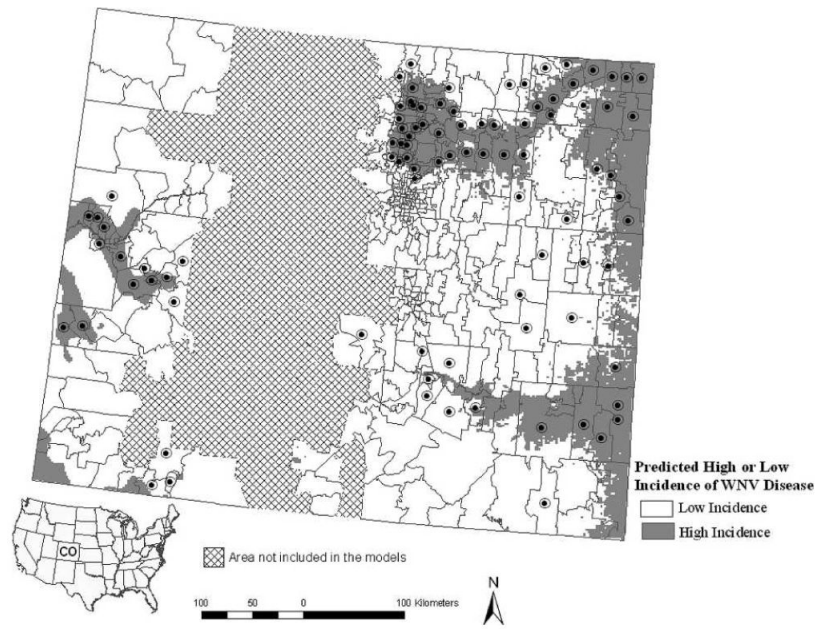 Predicted High or Low
Incidence of WNV Disease
Low Incidence
High Incidence
CO
Area not included in the models
N
100 50 0 100 Kilometers